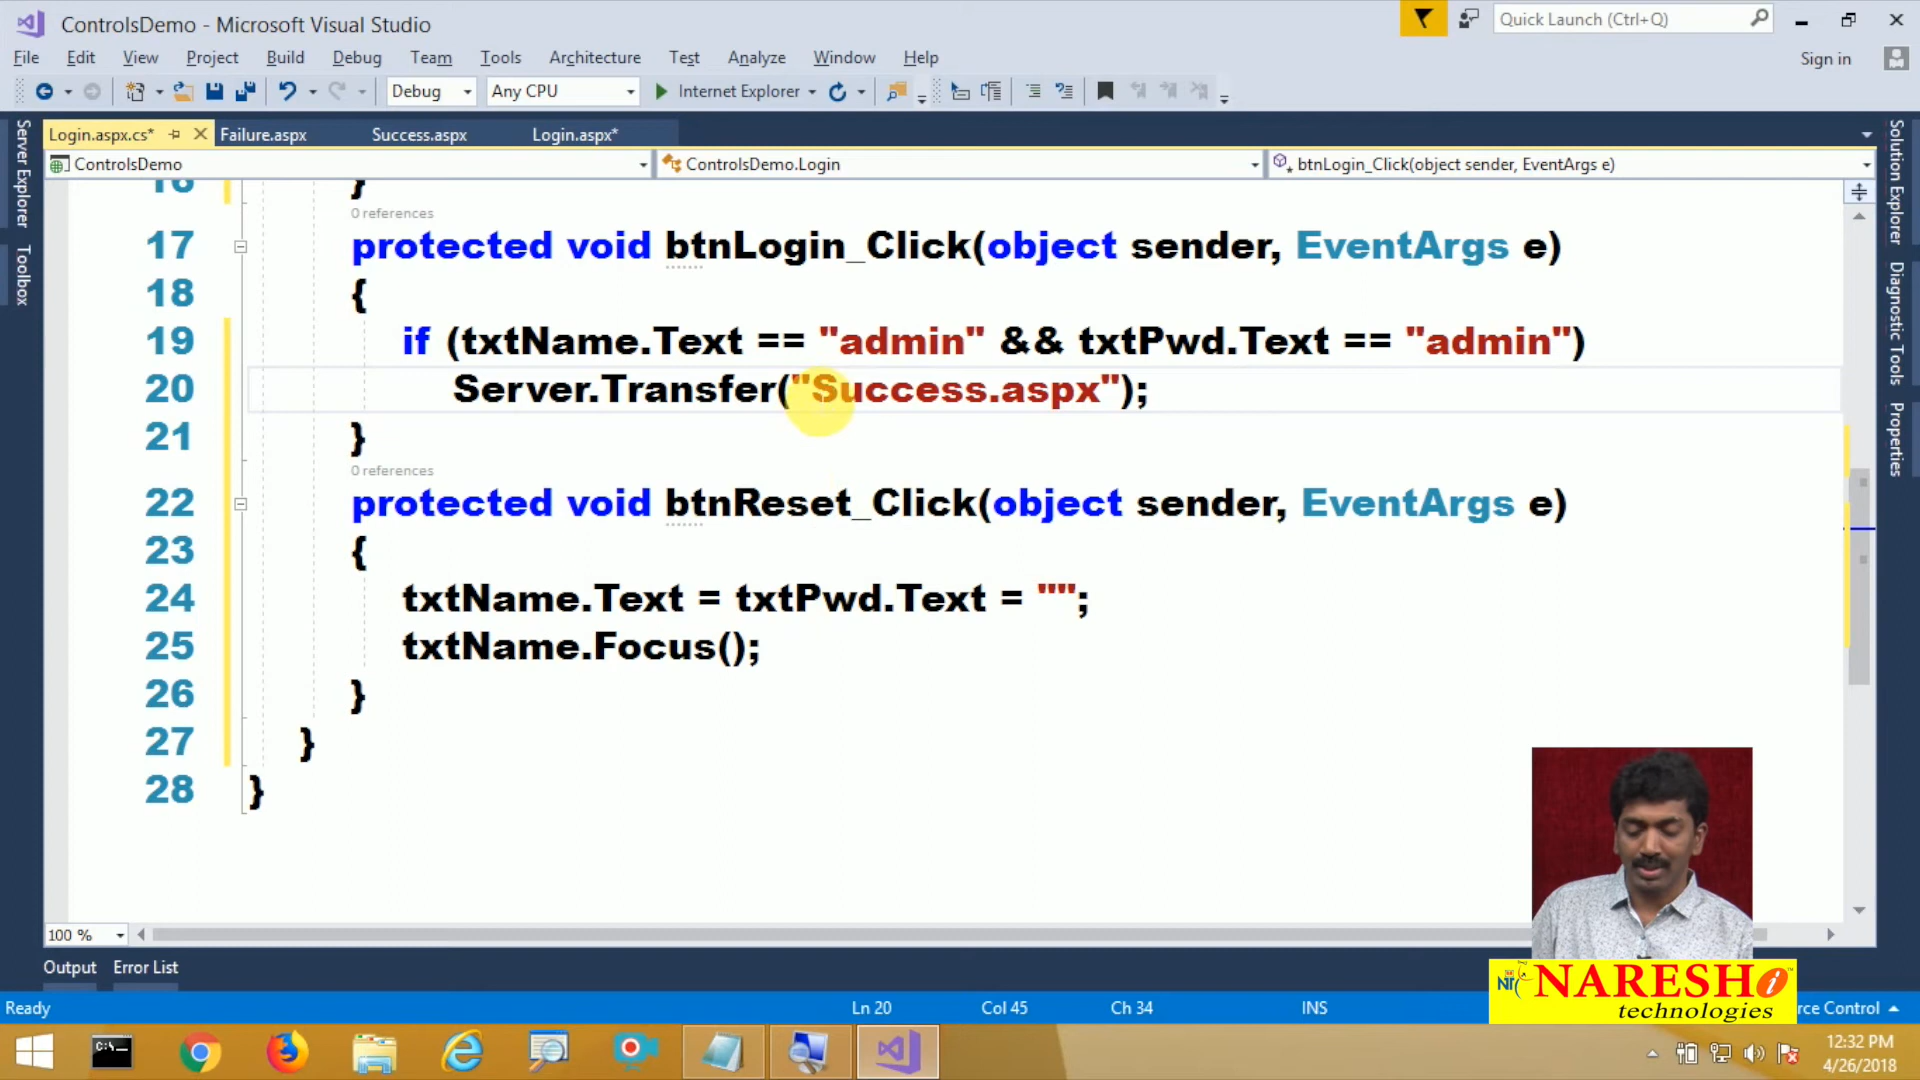 ControlsDemo - Microsoft Visual Studio
Quick Launch (Ctrl+Q)
File Edit View Project Build Debug Team Tools Architecture Test Analyze Window Help
Sign in
Debug Any CPU Internet Explorer
Server Explorer
Toolbox
Login.aspx.cs* Failure.aspx Success.aspx Login.aspx*
ControlsDemo ControlsDemo.Login btnLogin_Click(object sender, EventArgs e)
Solution Explorer
Diagnostic Tools
Properties
16 }
0 references
17 protected void btnLogin_Click(object sender, EventArgs e)
18 {
19 if (txtName.Text == "admin" && txtPwd.Text == "admin")
20 Server.Transfer("Success.aspx");
21 }
0 references
22 protected void btnReset_Click(object sender, EventArgs e)
23 {
24 txtName.Text = txtPwd.Text = "";
25 txtName.Focus();
26 }
27 }
28 }
100 %
Output Error List
Ready Ln 20 Col 45 Ch 34 INS rce Control
NARESH i
technologies
C:\
12:32 PM
4/26/2018